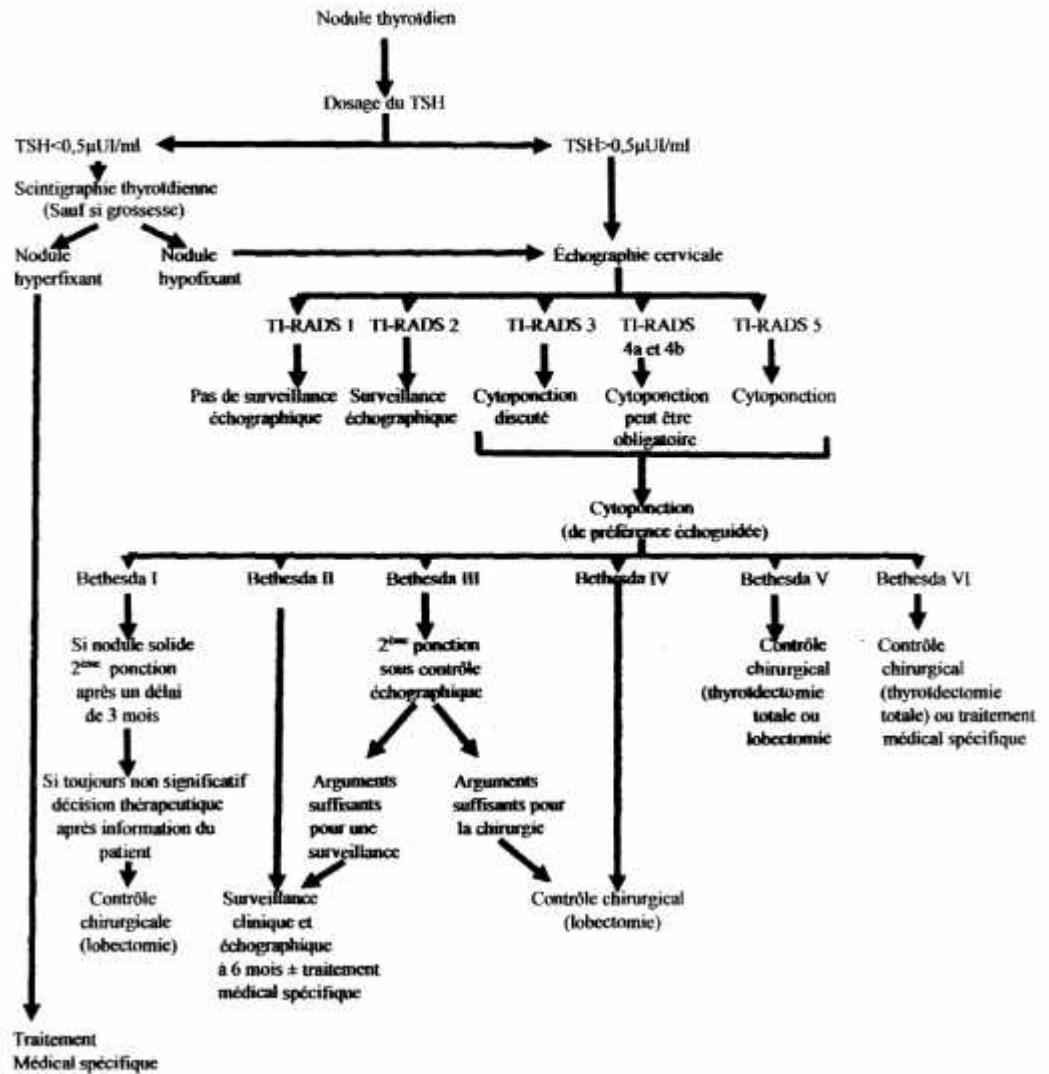 Nodule thyroïdien
Dosage du TSH
TSH<0,5µUI/ml
TSH>0,5µUI/ml
Scintigraphie thyroïdienne
(Sauf si grossesse)
Nodule
hyperfixant
Nodule
hypofixant
Échographie cervicale
TI-RADS 1
TI-RADS 2
TI-RADS 3
TI-RADS
4a et 4b
TI-RADS 5
Pas de surveillance
échographique
Surveillance
échographique
Cytoponction
discuté
Cytoponction
peut être
obligatoire
Cytoponction
Cytoponction
(de préférence échoguidée)
Bethesda I
Bethesda II
Bethesda III
Bethesda IV
Bethesda V
Bethesda VI
Si nodule solide
2ème ponction
après un délai
de 3 mois
2ème ponction
sous contrôle
échographique
Contrôle
chirurgical
(thyroïdectomie
totale ou
lobectomie
Contrôle
chirurgical
(thyroïdectomie
totale) ou traitement
médical spécifique
Si toujours non significatif
décision thérapeutique
après information du
patient
Arguments
suffisants
pour une
surveillance
Arguments
suffisants pour
la chirurgie
Contrôle
chirurgicale
(lobectomie)
Surveillance
clinique et
échographique
à 6 mois ± traitement
médical spécifique
Contrôle chirurgical
(lobectomie)
Traitement
Médical spécifique